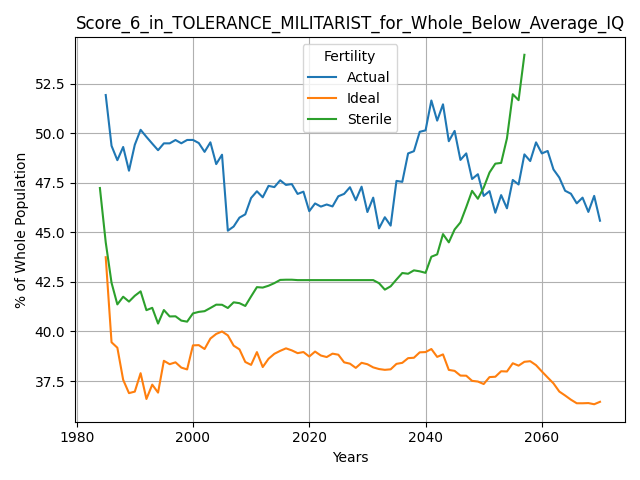 Score_6_in_TOLERANCE_MILITARIST_for_Whole_Below_Average_IQ
Fertility
Actual
Ideal
Sterile
% of Whole Population
52.5
50.0
47.5
45.0
42.5
40.0
37.5
1980
2000
2020
2040
2060
Years